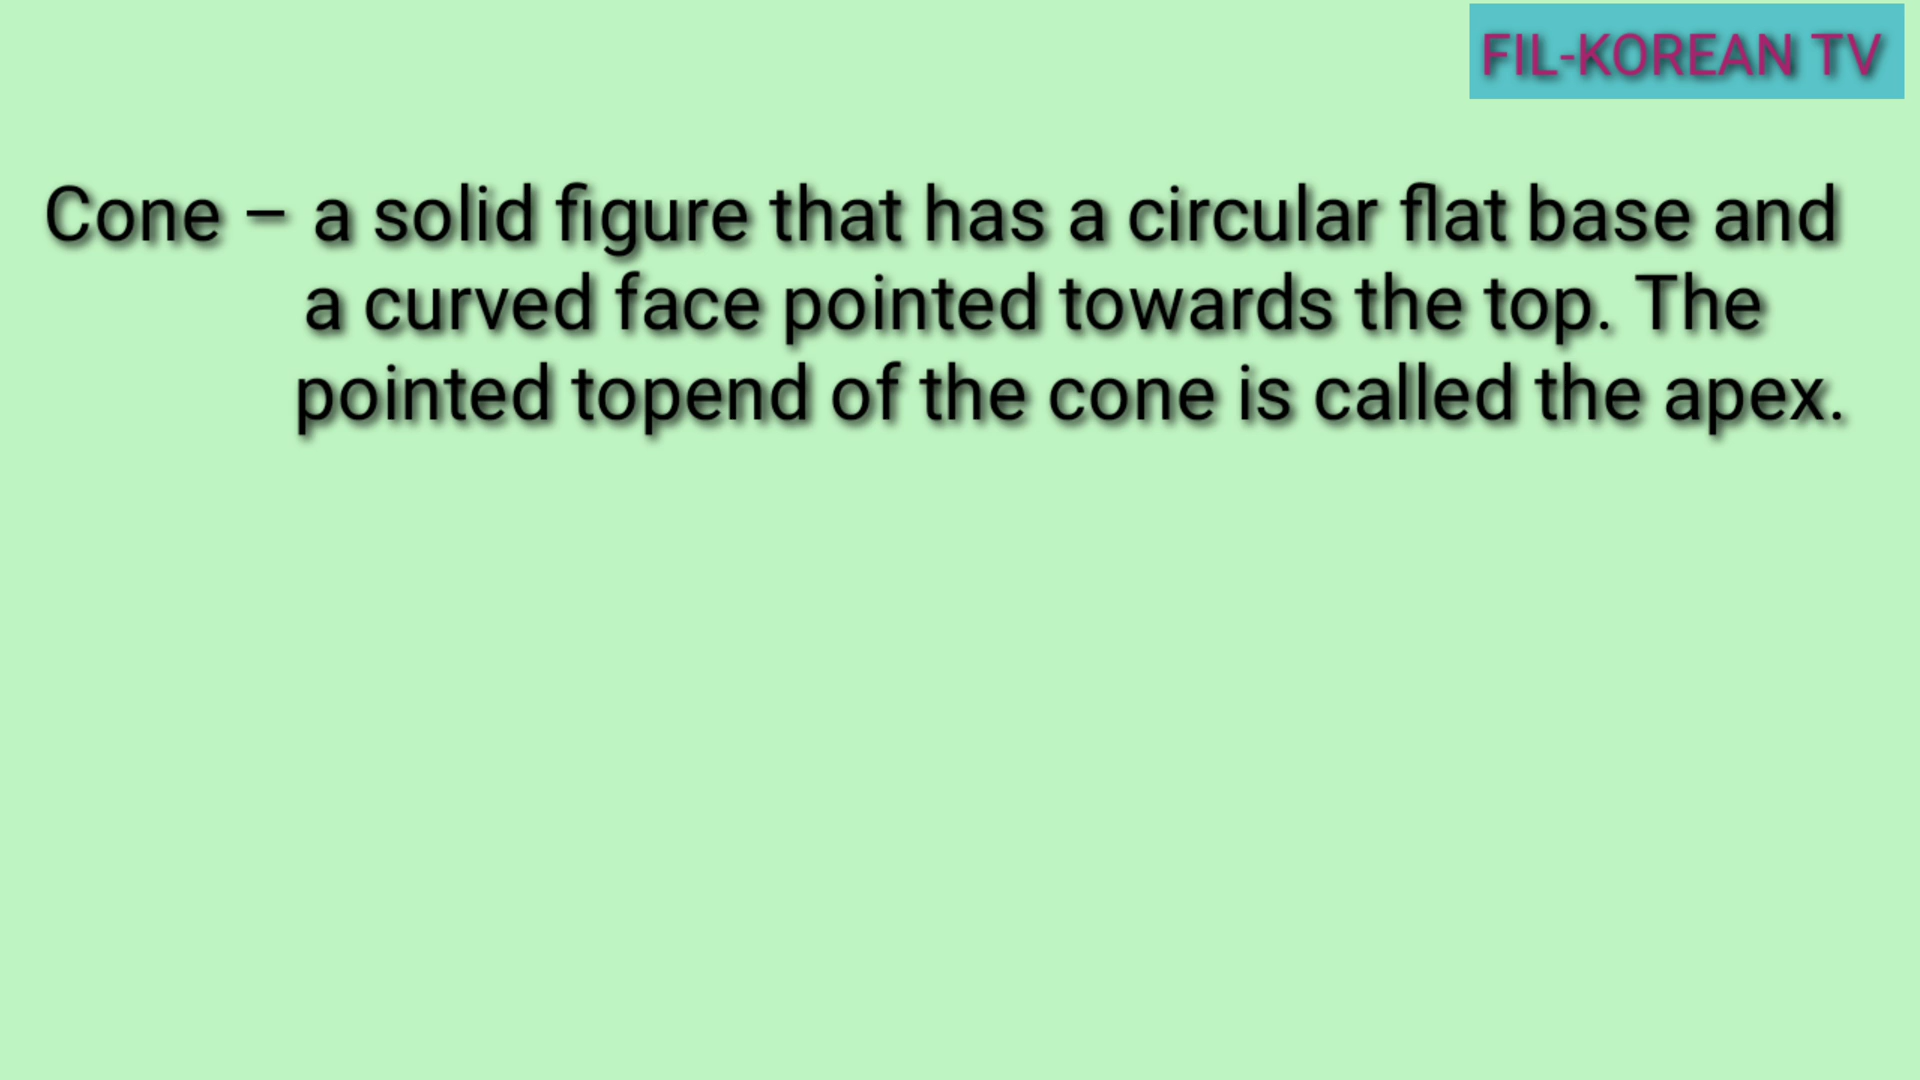 FIL-KOREAN TV
Cone – a solid figure that has a circular flat base and
a curved face pointed towards the top. The
pointed topend of the cone is called the apex.